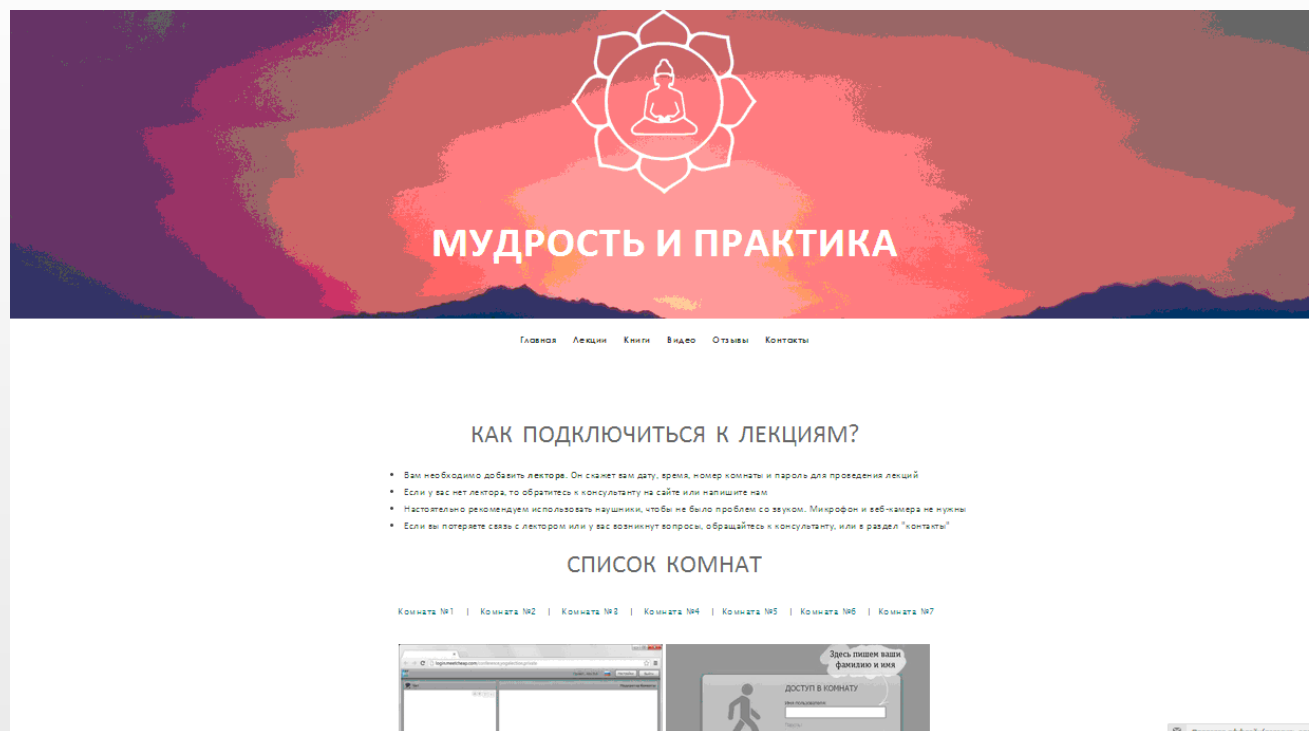 МУДРОСТЬ И ПРАКТИКА
Главная Лекции Книги Видео Отзывы Контакты
КАК ПОДКЛЮЧИТЬСЯ К ЛЕКЦИЯМ?
Вам необходимо добавить лектора. Он скажет вам дату, время, номер комнаты и пароль для проведения лекций
Если у вас нет лектора, то обратитесь к консультанту на сайте или напишите нам
Настоятельно рекомендуем использовать наушники, чтобы не было проблем со звуком. Микрофон и веб-камера не нужны
Если вы потеряете связь с лектором или у вас возникнут вопросы, обращайтесь к консультанту, или в раздел "контакты"
СПИСОК КОМНАТ
Комната №1 | Комната №2 | Комната №3 | Комната №4 | Комната №5 | Комната №6 | Комната №7
Здесь пишем ваши
фамилию и имя
ДОСТУП В КОМНАТУ
Имя пользователя
Пароль